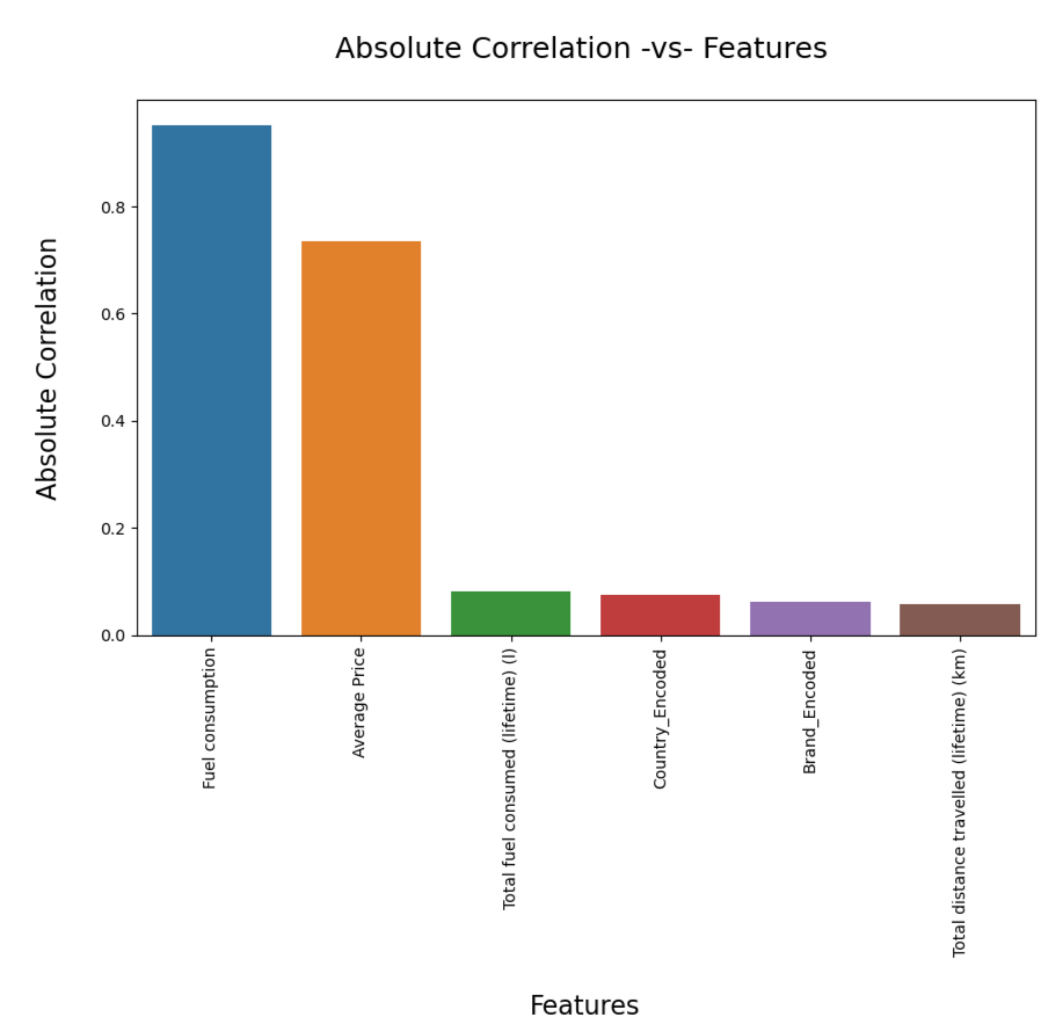 Absolute Correlation -vs- Features
Absolute Correlation
0.8
0.6
0.4
0.2
0.0
Fuel consumption
Average Price
Total fuel consumed (lifetime) (l)
Country_Encoded
Brand_Encoded
Total distance travelled (lifetime) (km)
Features